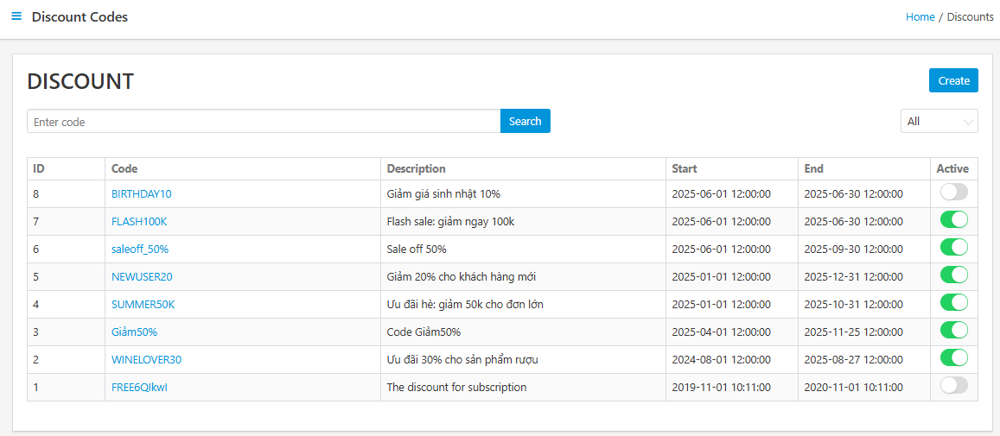 Discount Codes
Home / Discounts
DISCOUNT
Create
Enter code
Search
All
ID Code Description Start End Active
8 BIRTHDAY10 Giảm giá sinh nhật 10% 2025-06-01 12:00:00 2025-06-30 12:00:00
7 FLASH100K Flash sale: giảm ngay 100k 2025-06-01 12:00:00 2025-06-30 12:00:00
6 saleoff_50% Sale off 50% 2025-06-01 12:00:00 2025-09-30 12:00:00
5 NEWUSER20 Giảm 20% cho khách hàng mới 2025-01-01 12:00:00 2025-12-31 12:00:00
4 SUMMER50K Ưu đãi hè: giảm 50k cho đơn lớn 2025-01-01 12:00:00 2025-10-31 12:00:00
3 Giảm50% Code Giảm50% 2025-04-01 12:00:00 2025-11-25 12:00:00
2 WINELOVER30 Ưu đãi 30% cho sản phẩm rượu 2024-08-01 12:00:00 2025-08-27 12:00:00
1 FREE6QIkwI The discount for subscription 2019-11-01 10:11:00 2020-11-01 10:11:00